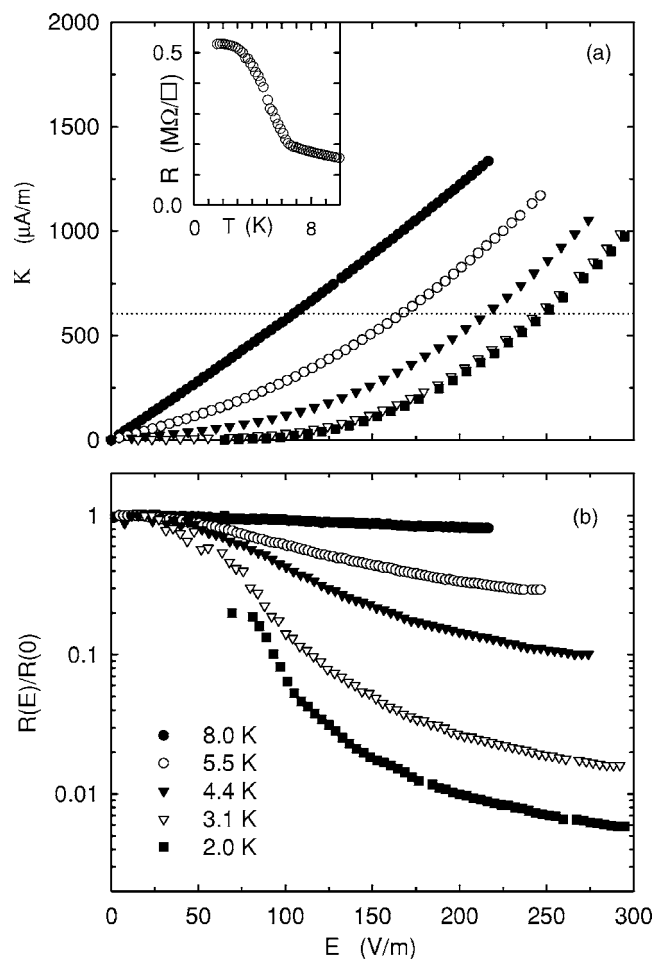 2000
1500
1000
500
0
K (μA/m)
(a)
0.5
0.0
R (MΩ/□)
0
T (K)
8
1
0.1
0.01
R(E)/R(0)
(b)
8.0 K
5.5 K
4.4 K
3.1 K
2.0 K
0
50
100
150
200
250
300
E (V/m)